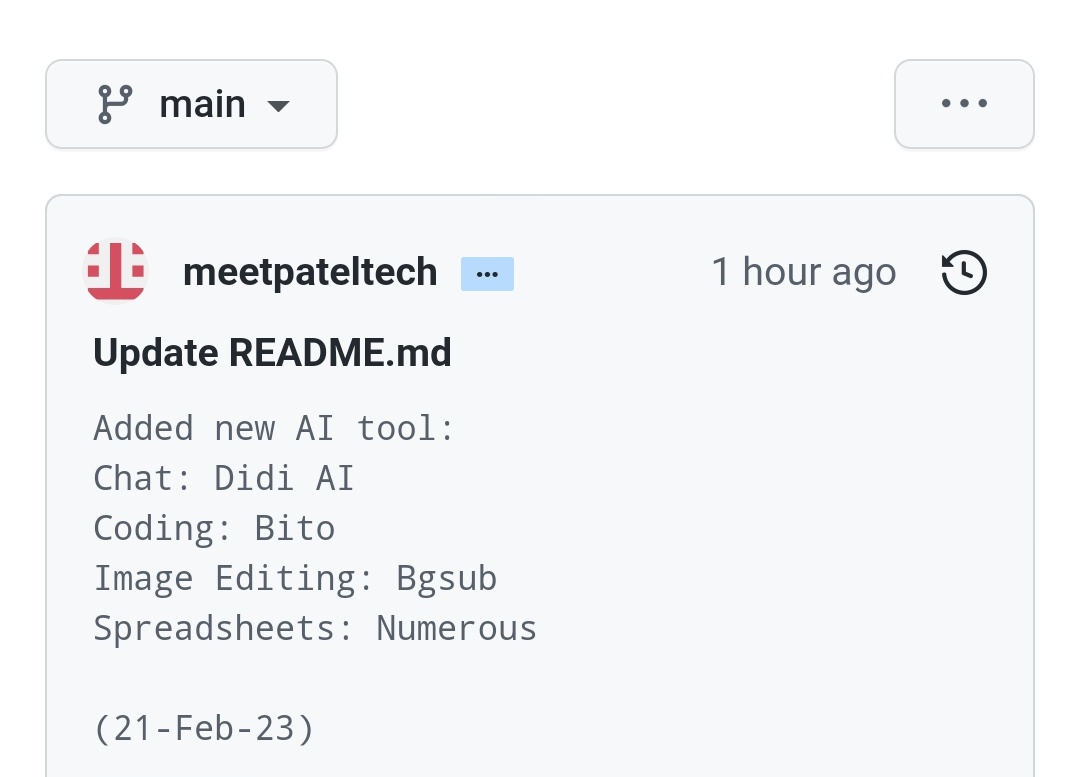 main
meetpateltech
1 hour ago
Update README.md
Added new AI tool:
Chat: Didi AI
Coding: Bito
Image Editing: Bgsub
Spreadsheets: Numerous
(21-Feb-23)